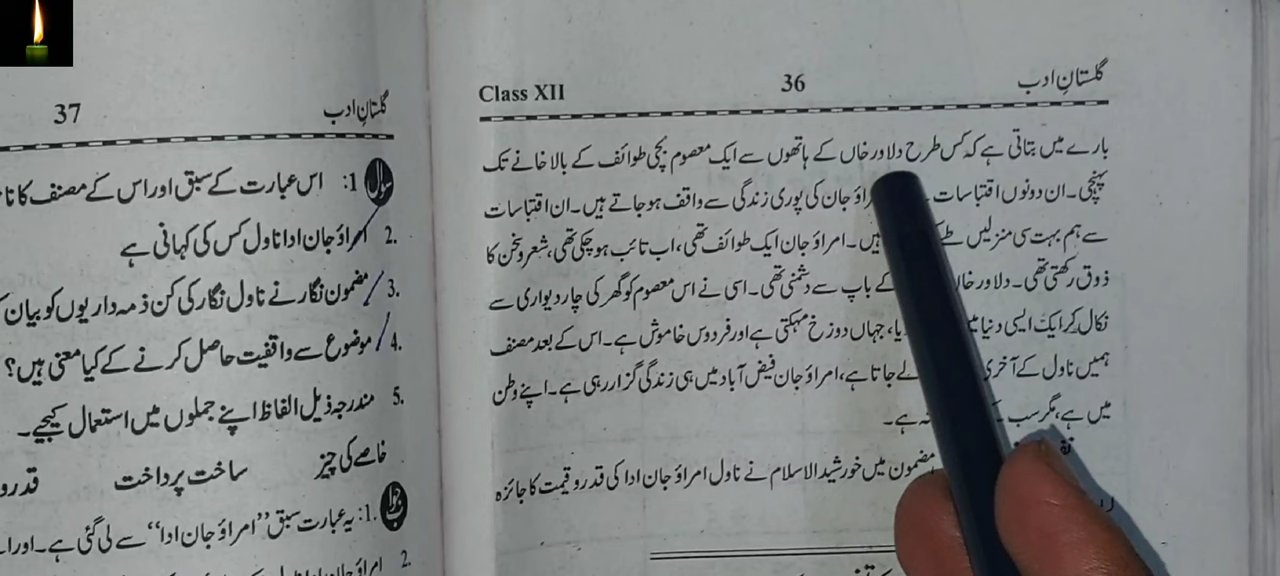 Class XII 36 گلستانِ ادب
بارے میں بتاتی ہے کہ کس طرح دلاور خاں کے ہاتھوں سے ایک معصوم بچی طوائف کے بالا خانے تک
پہنچی۔ ان دونوں اقتباسات راؤ جان کی پوری زندگی سے واقف ہو جاتے ہیں۔ ان اقتباسات
سے ہم بہت سی منزلیں ہیں۔ امراؤ جان ایک طوائف تھی، اب تائب ہو چکی تھی، شعر و سخن کا
ذوق رکھتی تھی۔ دلاور کے باپ سے دشمنی تھی۔ اسی نے اس معصوم کو گھر کی چار دیواری سے
نکال کر ایک ایسی دنیا یا، جہاں دوزخ مہکتی ہے اور فردوس خاموش ہے۔ اس کے بعد مصنف
ہمیں ناول کے آخری لے جاتا ہے، امراؤ جان فیض آباد میں ہی زندگی گزار رہی ہے۔ اپنے وطن
میں ہے، مگر سب ہے۔
مضمون میں خورشید الاسلام نے ناول امراؤ جان ادا کی قدر و قیمت کا جائزہ
37 گلستانِ ادب
سوال 1: اس عبارت کے سبق اور اس کے مصنف کا
2. امراؤ جان ادا ناول کس کی کہانی ہے
3. مضمون نگار نے ناول نگار کی کن ذمہ داریوں کو بیان
4. موضوع سے واقفیت حاصل کرنے کے کیا معنی ہیں؟
5. مندرجہ ذیل الفاظ اپنے جملوں میں استعمال کیجیے۔
خاصے کی چیز ساخت پرداخت
جواب 1: یہ عبارت سبق ”امراؤ جان ادا“ سے لی گئی ہے۔ اور
2. امراؤ جان ادا